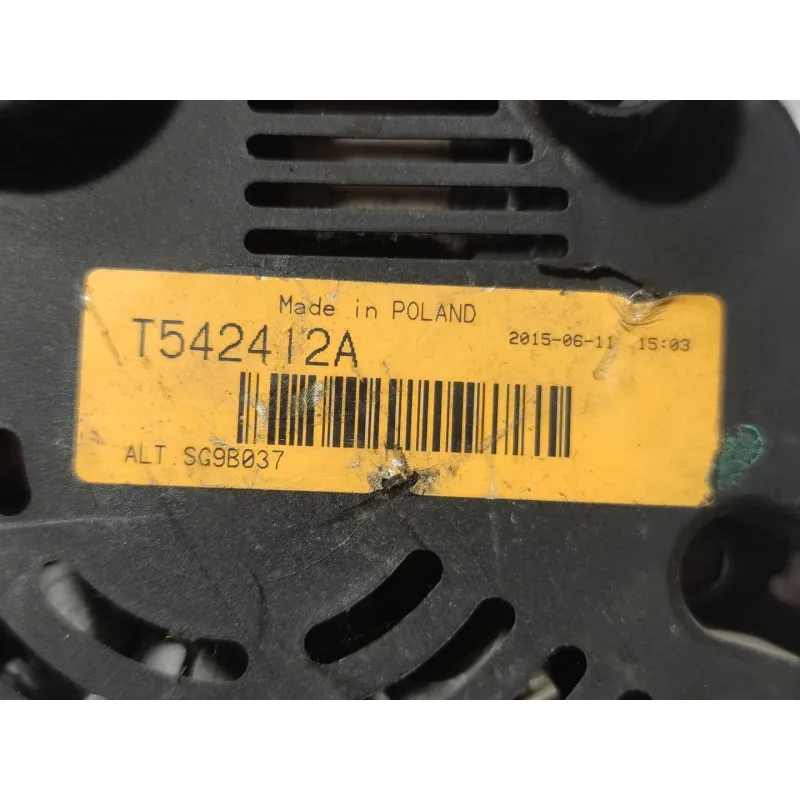 Made in POLAND
T542412A
2015-06-11 15:03
ALT SG9B037